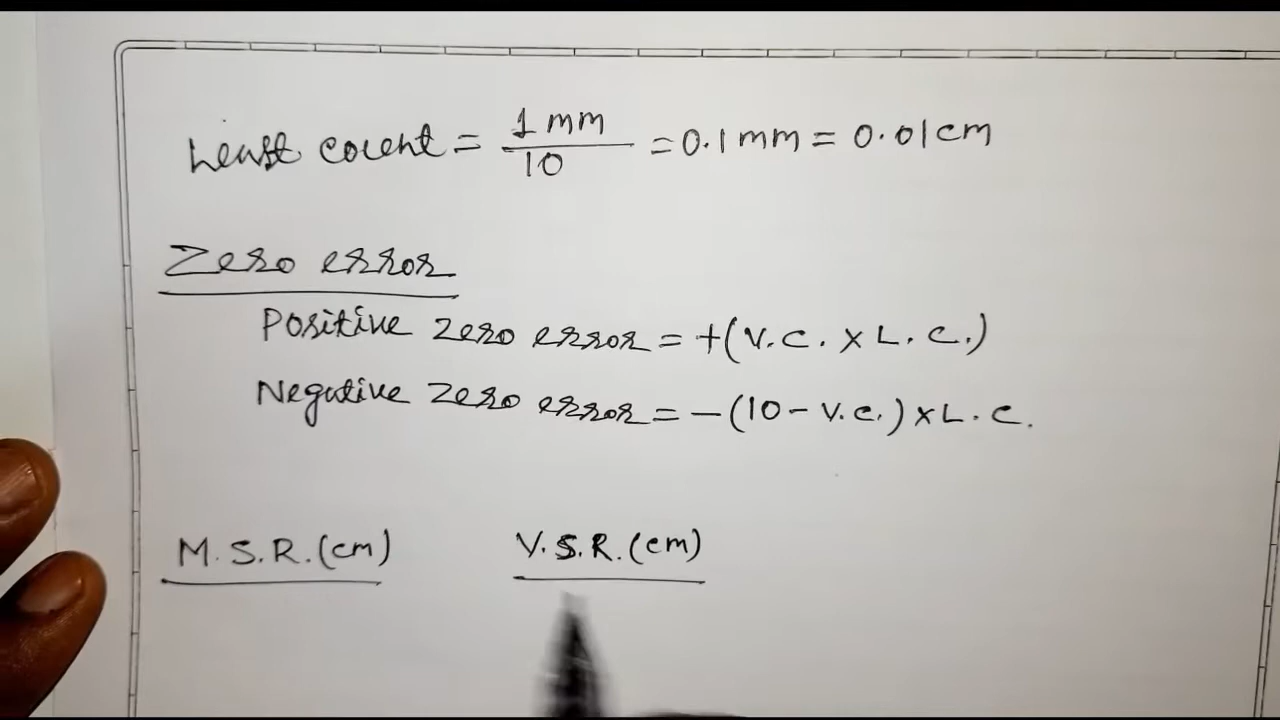 Least count = 1 mm / 10 = 0.1 mm = 0.01 cm
Zero error
Positive zero error = +(V.C. × L.C.)
Negative zero error = -(10 - V.C.) × L.C.
M.S.R.(cm) V.S.R.(cm)